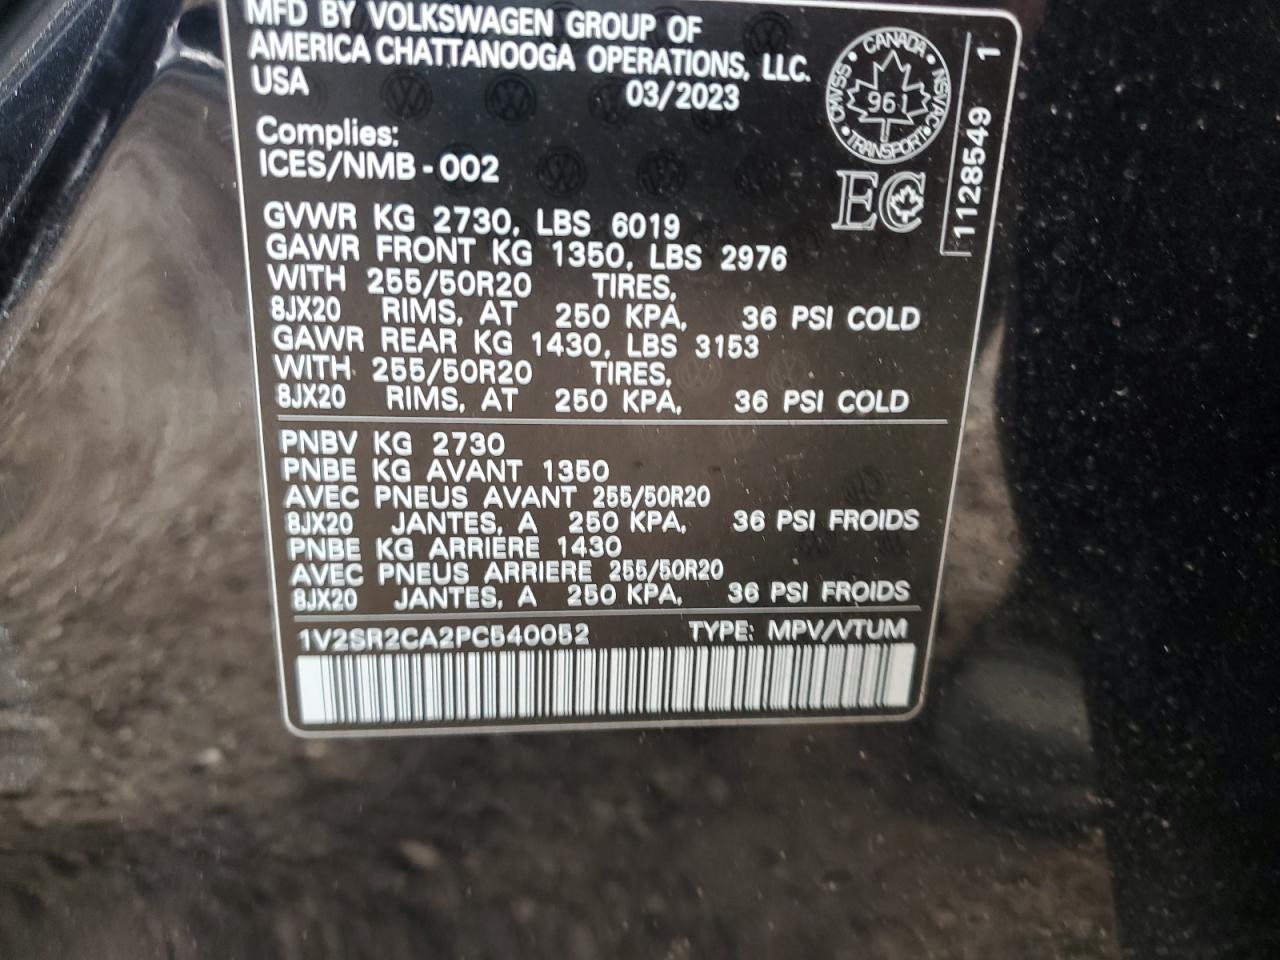 MFD BY VOLKSWAGEN GROUP OF
AMERICA CHATTANOOGA OPERATIONS, LLC.
USA 03/2023
Complies:
ICES/NMB-002
GVWR KG 2730, LBS 6019
GAWR FRONT KG 1350, LBS 2976
WITH 255/50R20 TIRES,
8JX20 RIMS, AT 250 KPA, 36 PSI COLD
GAWR REAR KG 1430, LBS 3153
WITH 255/50R20 TIRES,
8JX20 RIMS, AT 250 KPA, 36 PSI COLD
PNBV KG 2730
PNBE KG AVANT 1350
AVEC PNEUS AVANT 255/50R20
8JX20 JANTES, A 250 KPA, 36 PSI FROIDS
PNBE KG ARRIERE 1430
AVEC PNEUS ARRIERE 255/50R20
8JX20 JANTES, A 250 KPA, 36 PSI FROIDS
1V2SR2CA2PC540052 TYPE: MPV/VTUM
CANADA
CMVSS
961
NSVAC
TRANSPORT
EC
1128549 1